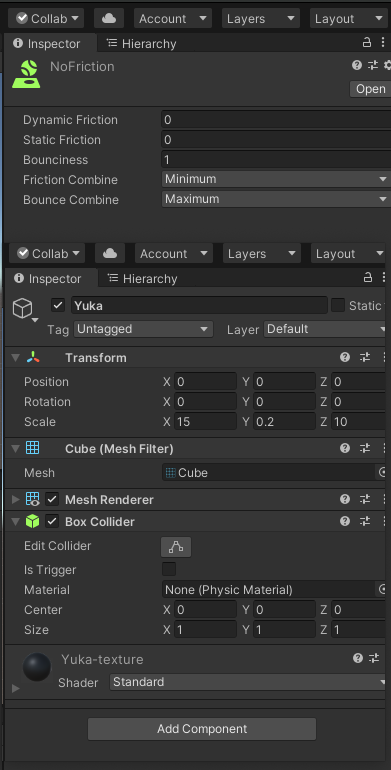 Collab Account Layers Layout
Inspector Hierarchy
NoFriction
Open
Dynamic Friction 0
Static Friction 0
Bounciness 1
Friction Combine Minimum
Bounce Combine Maximum
Collab Account Layers Layout
Inspector Hierarchy
Yuka Static
Tag Untagged Layer Default
Transform
Position X 0 Y 0 Z 0
Rotation X 0 Y 0 Z 0
Scale X 15 Y 0.2 Z 10
Cube (Mesh Filter)
Mesh Cube
Mesh Renderer
Box Collider
Edit Collider
Is Trigger
Material None (Physic Material)
Center X 0 Y 0 Z 0
Size X 1 Y 1 Z 1
Yuka-texture
Shader Standard
Add Component